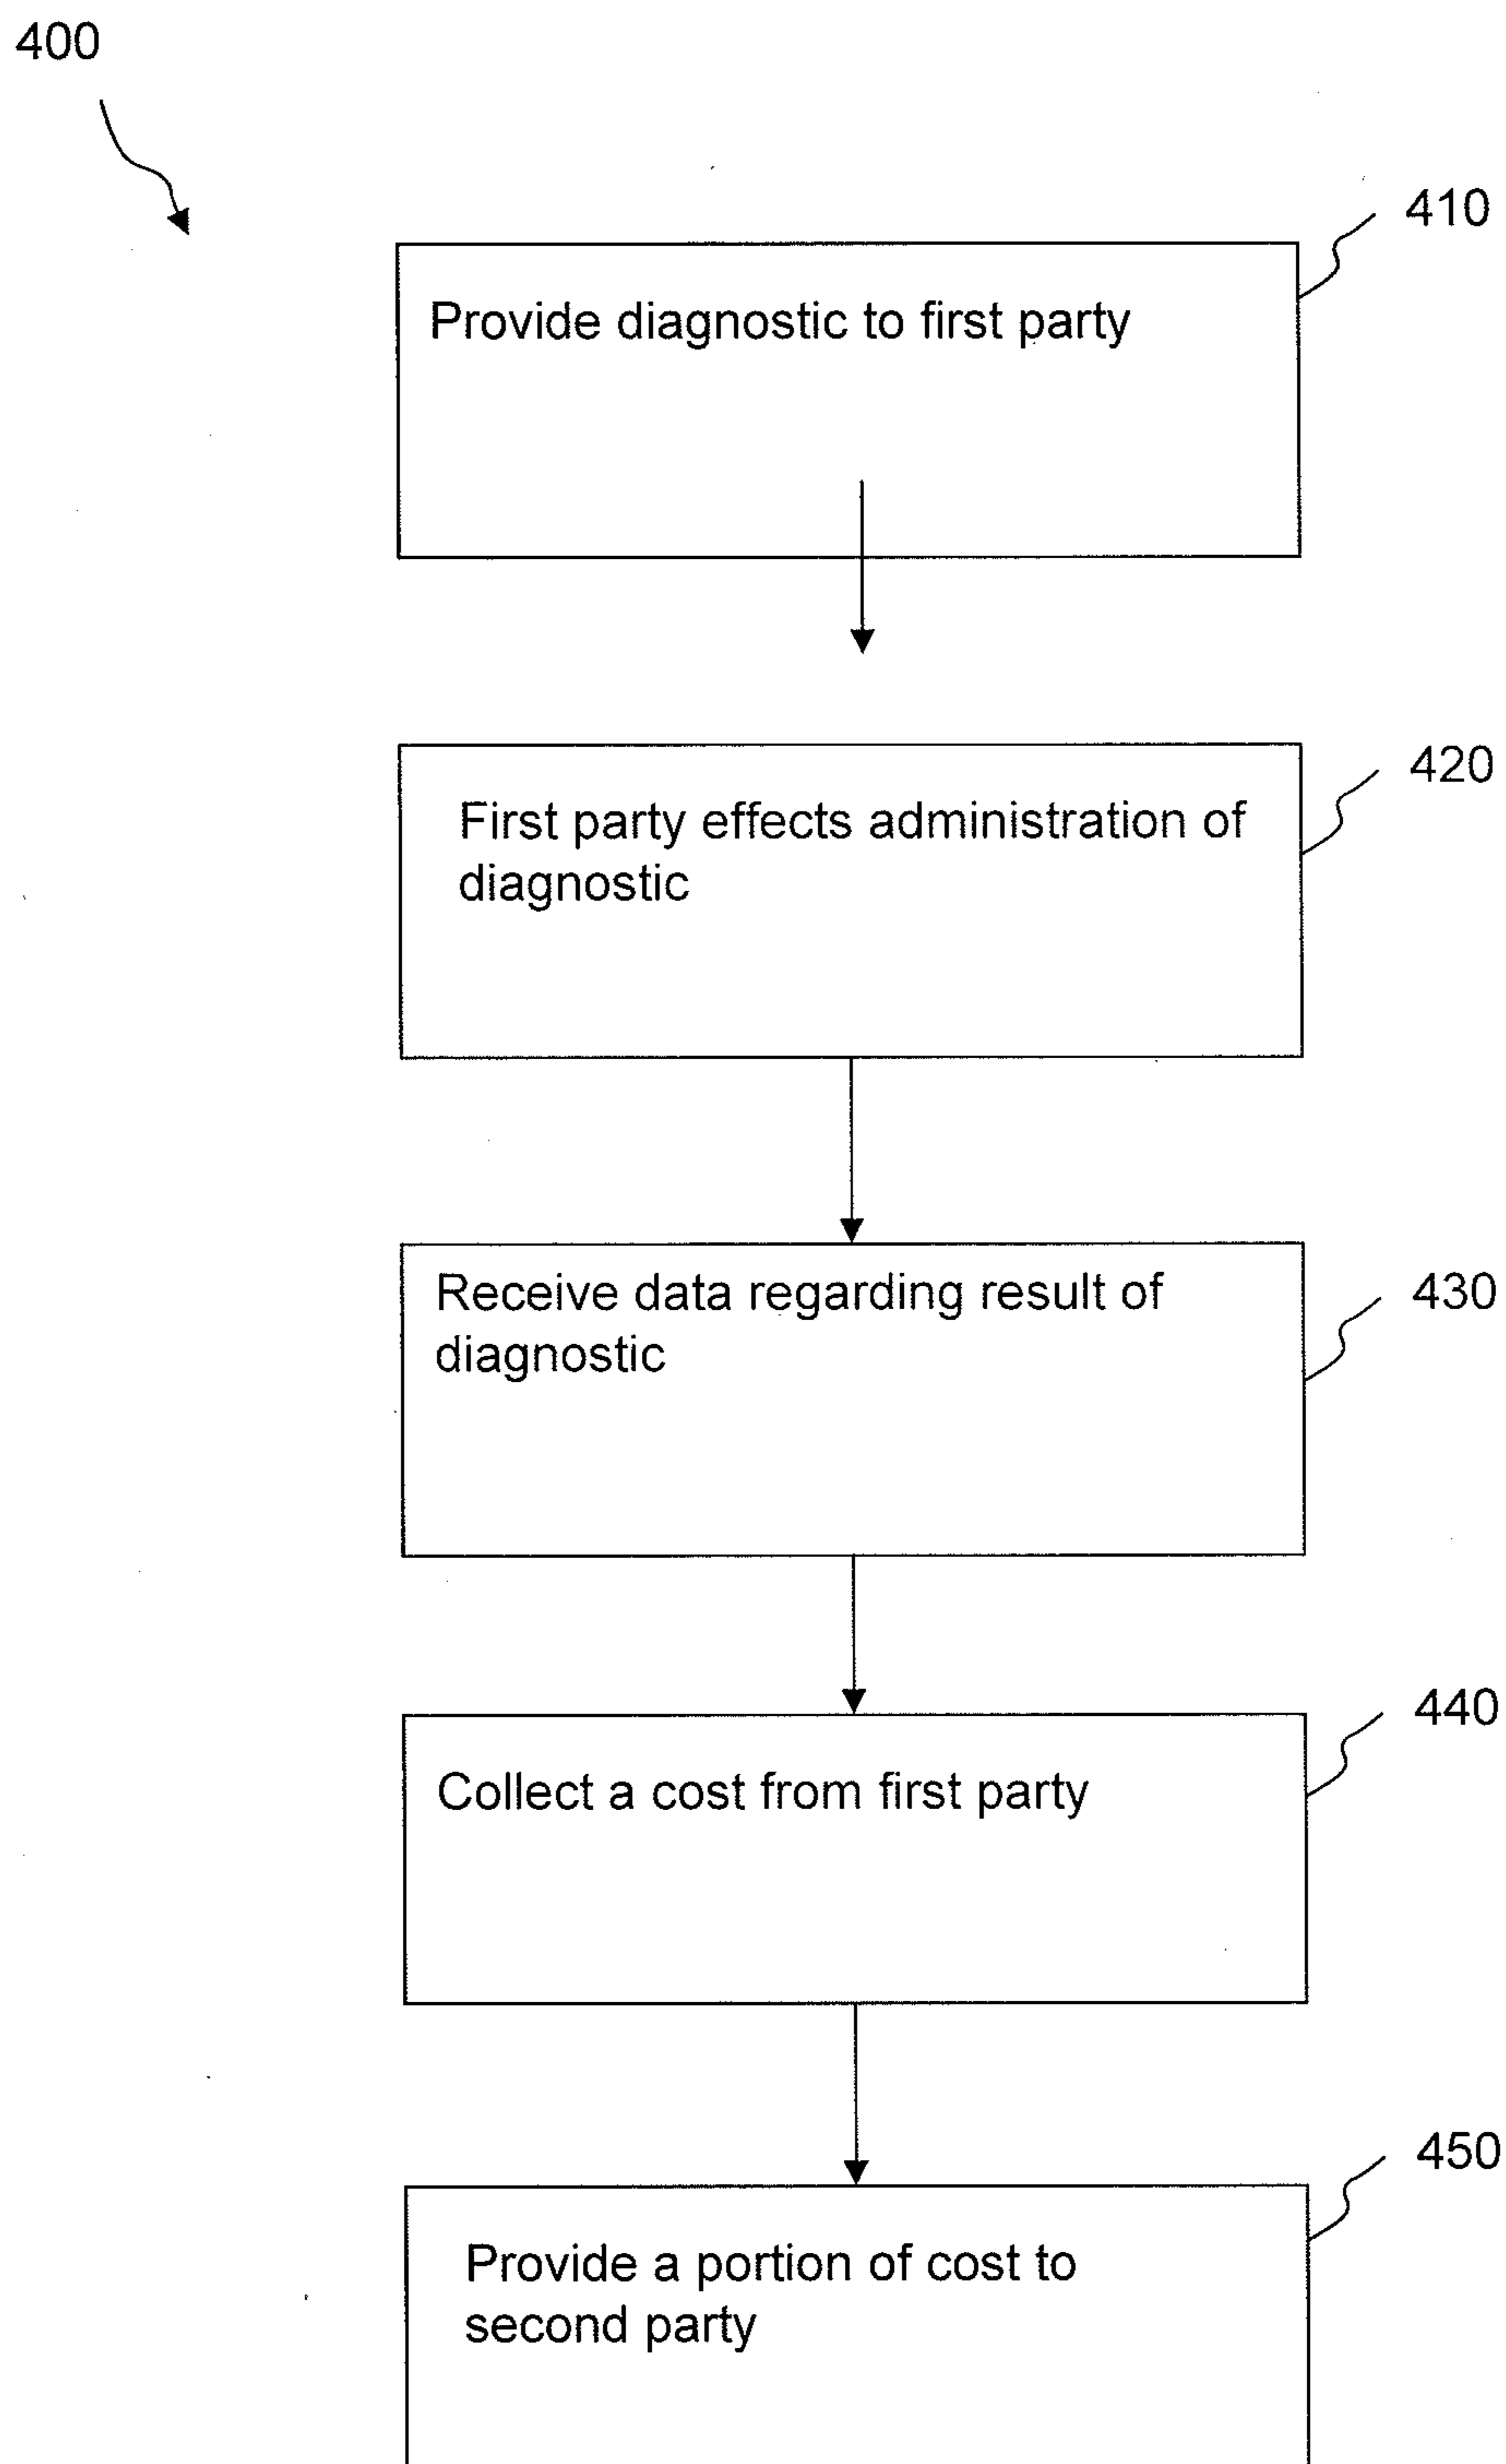 400
410
Provide diagnostic to first party
420
First party effects administration of
diagnostic
430
Receive data regarding result of
diagnostic
440
Collect a cost from first party
450
Provide a portion of cost to
second party